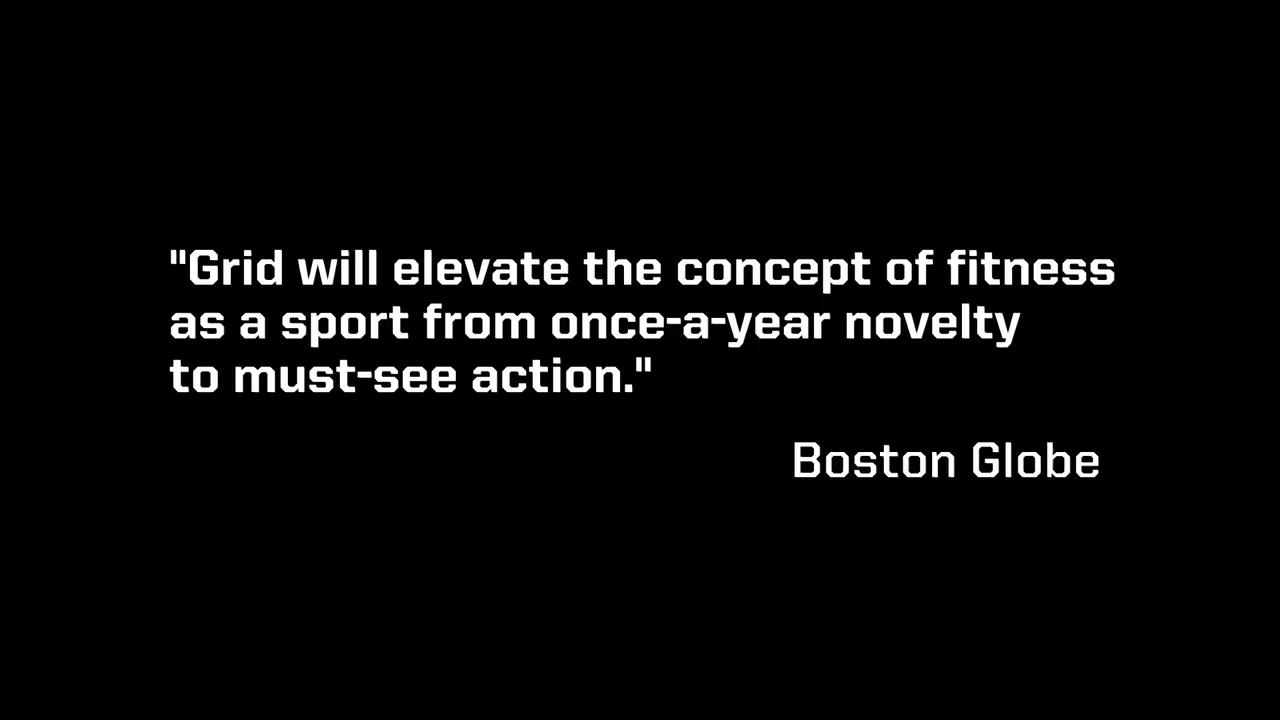 "Grid will elevate the concept of fitness
as a sport from once-a-year novelty
to must-see action."
Boston Globe